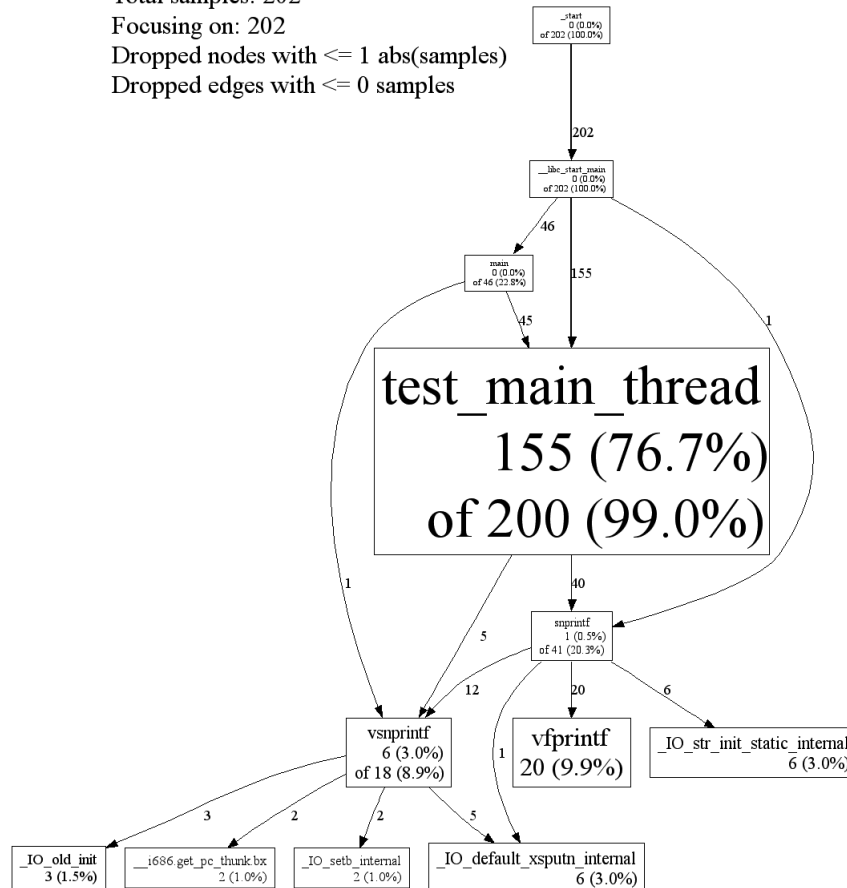 Total samples: 202
Focusing on: 202
Dropped nodes with <= 1 abs(samples)
Dropped edges with <= 0 samples
_start
0 (0.0%)
of 202 (100.0%)
202
__libc_start_main
0 (0.0%)
of 202 (100.0%)
46
155
1
main
0 (0.0%)
of 46 (22.8%)
45
test_main_thread
155 (76.7%)
of 200 (99.0%)
1
5
40
snprintf
1 (0.5%)
of 41 (20.3%)
12
20
6
1
vsnprintf
6 (3.0%)
of 18 (8.9%)
vfprintf
20 (9.9%)
_IO_str_init_static_internal
6 (3.0%)
3
2
2
5
_IO_old_init
3 (1.5%)
__i686.get_pc_thunk.bx
2 (1.0%)
_IO_setb_internal
2 (1.0%)
_IO_default_xsputn_internal
6 (3.0%)